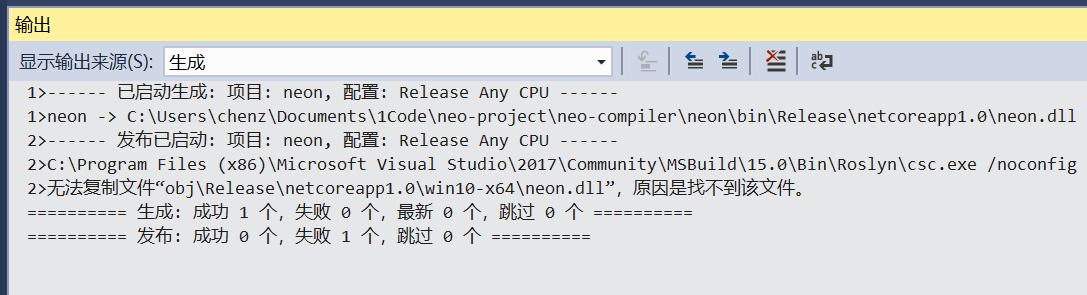 输出
显示输出来源(S): 生成
1>------ 已启动生成: 项目: neon, 配置: Release Any CPU ------
1>neon -> C:\Users\chenz\Documents\1Code\neo-project\neo-compiler\neon\bin\Release\netcoreapp1.0\neon.dll
2>------ 发布已启动: 项目: neon, 配置: Release Any CPU ------
2>C:\Program Files (x86)\Microsoft Visual Studio\2017\Community\MSBuild\15.0\Bin\Roslyn\csc.exe /noconfig
2>无法复制文件“obj\Release\netcoreapp1.0\win10-x64\neon.dll”，原因是找不到该文件。
========== 生成: 成功 1 个，失败 0 个，最新 0 个，跳过 0 个 ==========
========== 发布: 成功 0 个，失败 1 个，跳过 0 个 ==========